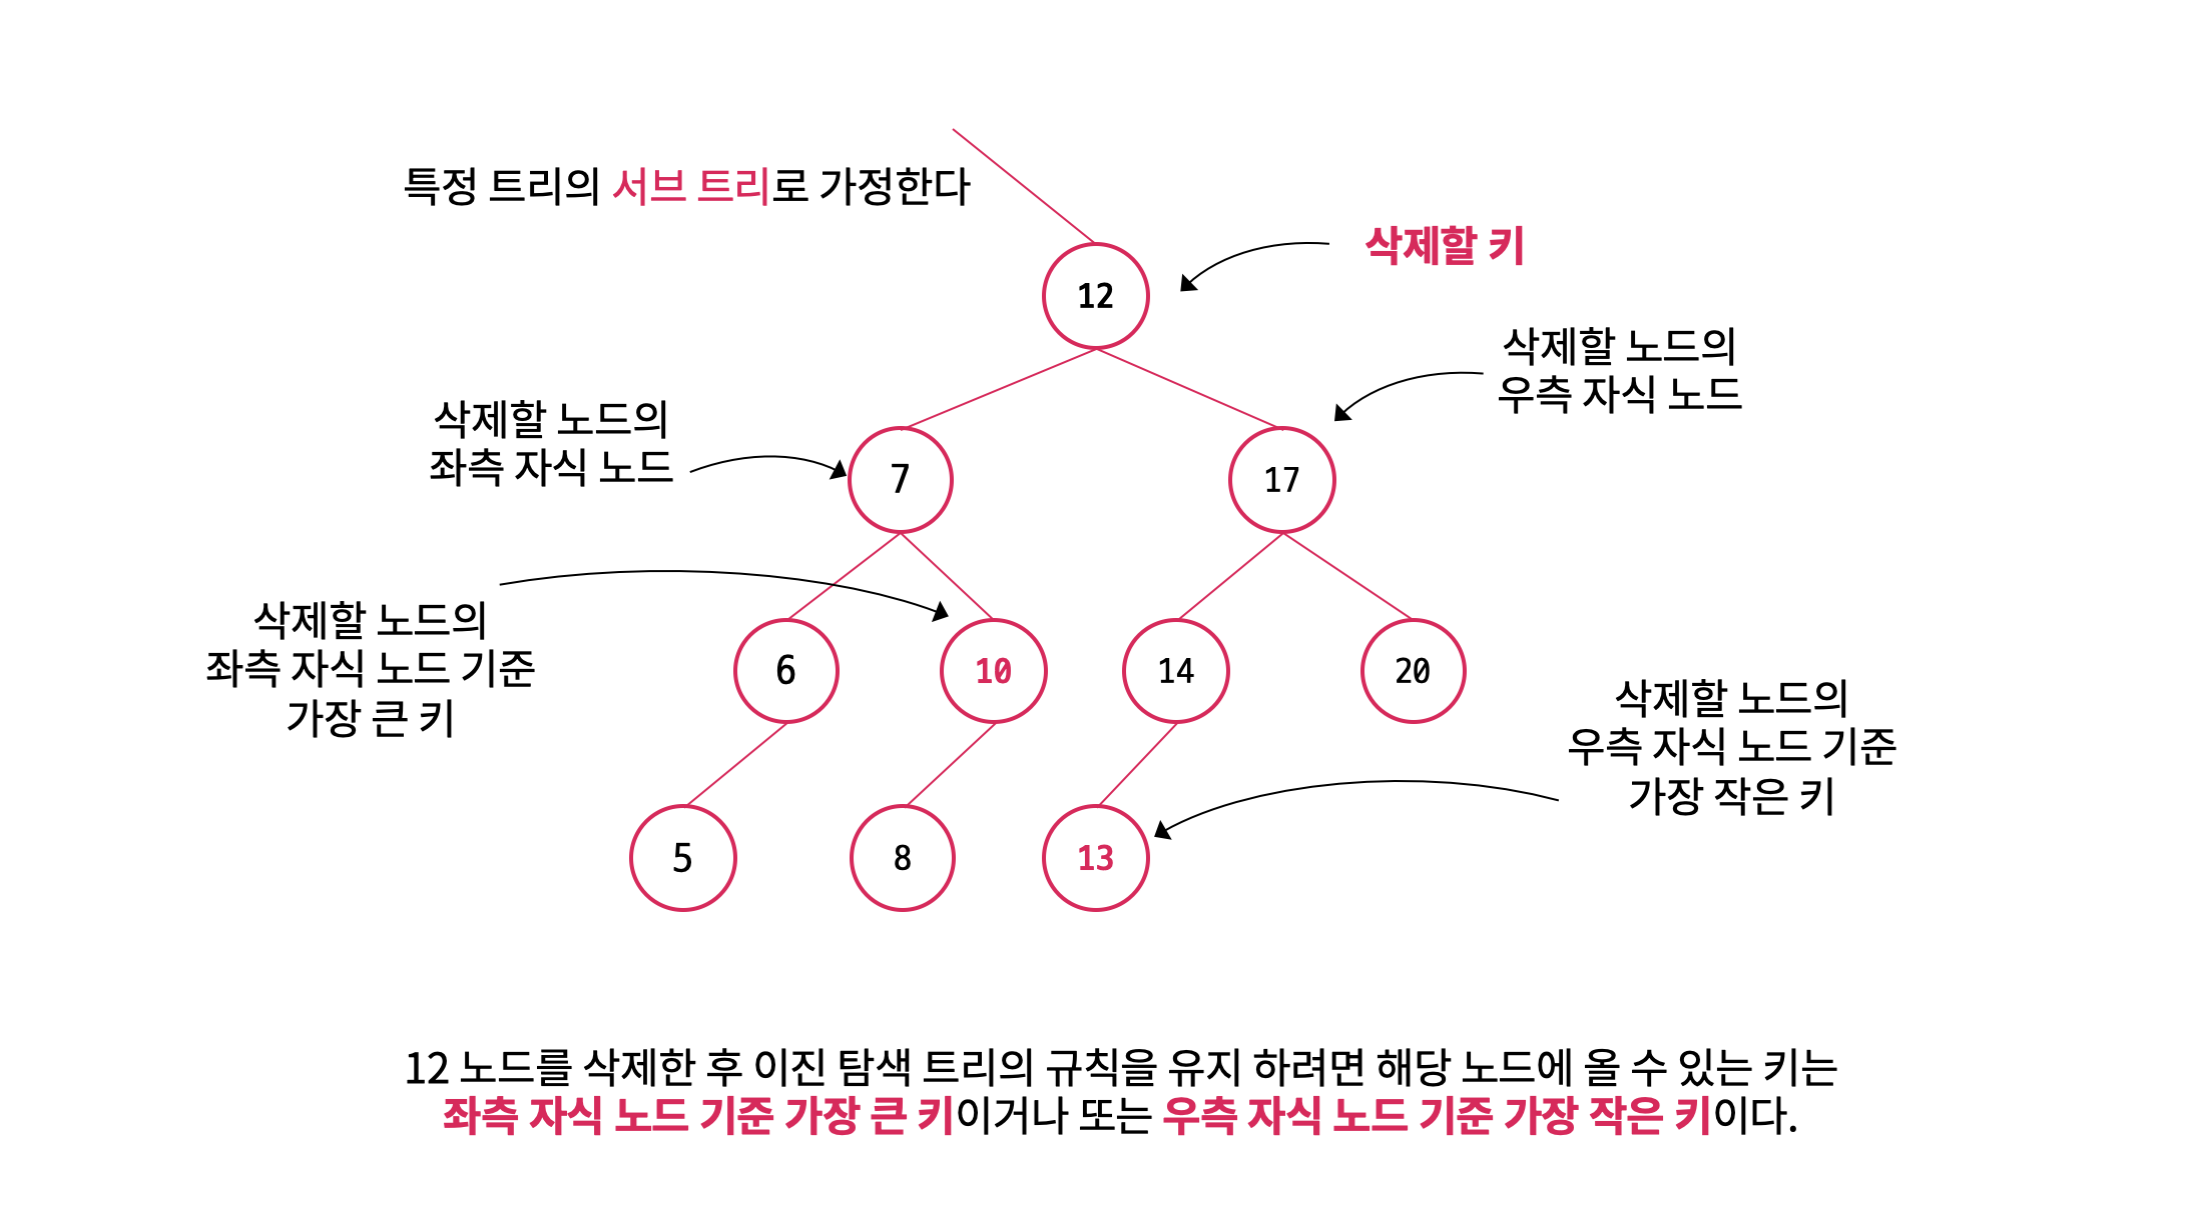 특정 트리의 서브 트리로 가정한다
삭제할 키
12
삭제할 노드의
우측 자식 노드
삭제할 노드의
좌측 자식 노드
7
17
삭제할 노드의
좌측 자식 노드 기준
가장 큰 키
6
10
14
20
삭제할 노드의
우측 자식 노드 기준
가장 작은 키
5
8
13
12 노드를 삭제한 후 이진 탐색 트리의 규칙을 유지 하려면 해당 노드에 올 수 있는 키는
좌측 자식 노드 기준 가장 큰 키이거나 또는 우측 자식 노드 기준 가장 작은 키이다.